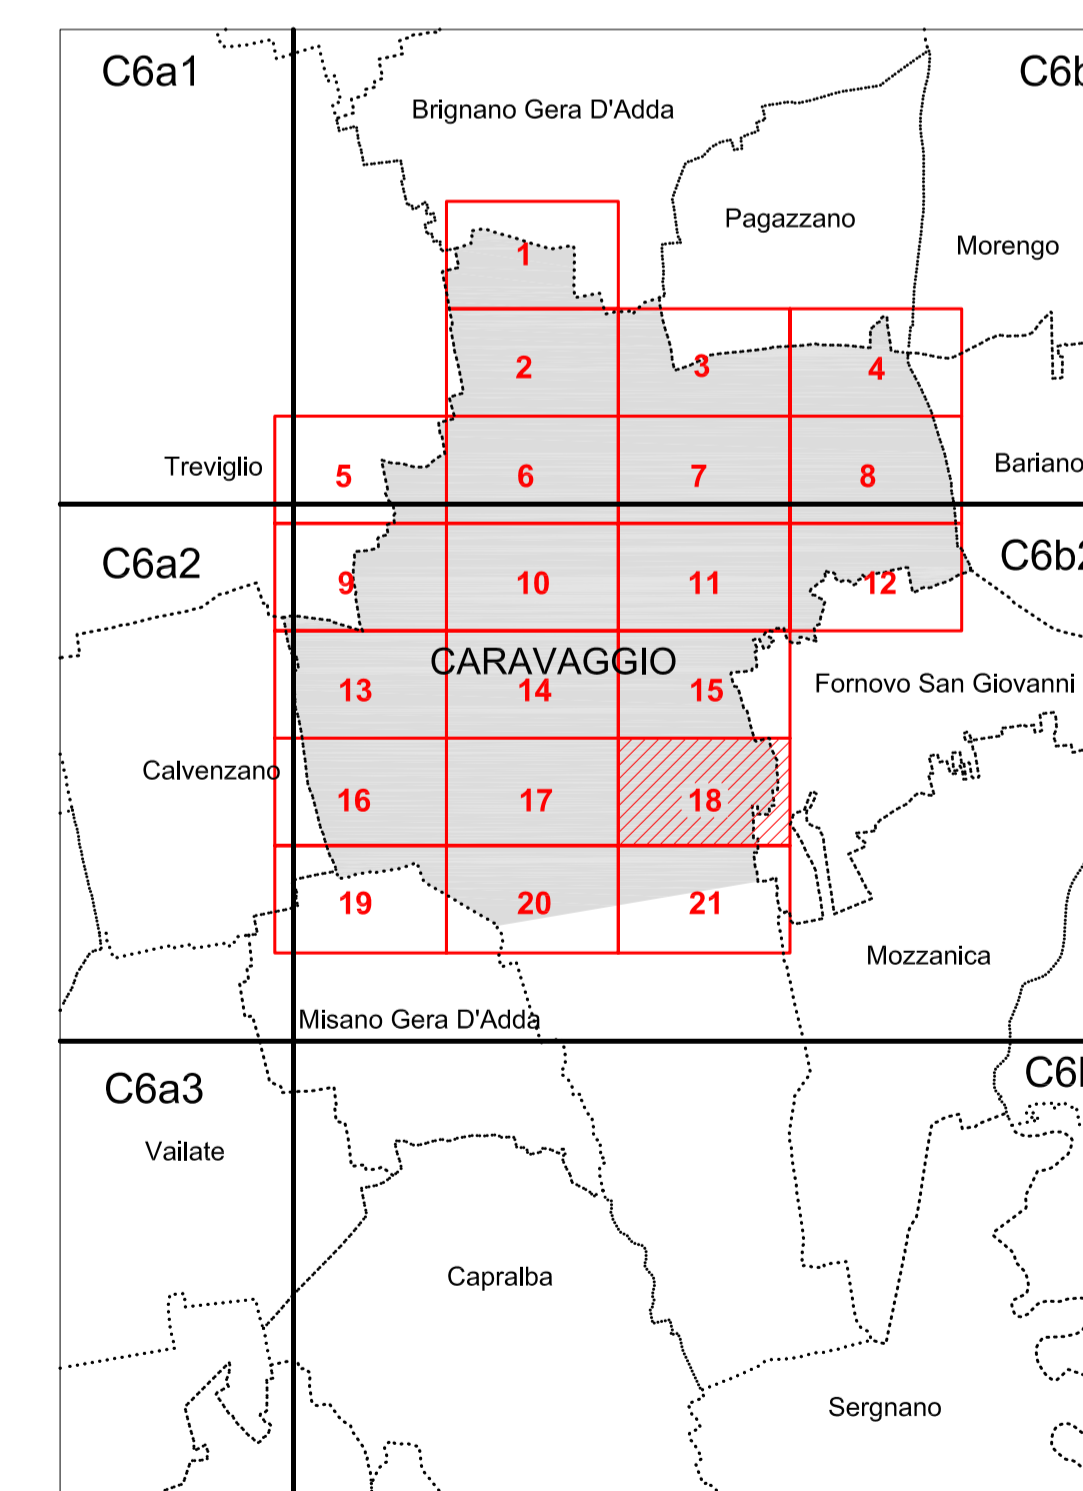 C6a1
C6b
Brignano Gera D'Adda
Pagazzano
Morengo
1
2
3
4
Treviglio
5
6
7
8
Bariano
C6a2
C6b2
9
10
11
12
CARAVAGGIO
13
14
15
Fornovo San Giovanni
Calvenzano
16
17
18
19
20
21
Mozzanica
Misano Gera D'Adda
C6a3
C6
Vailate
Capralba
Sergnano